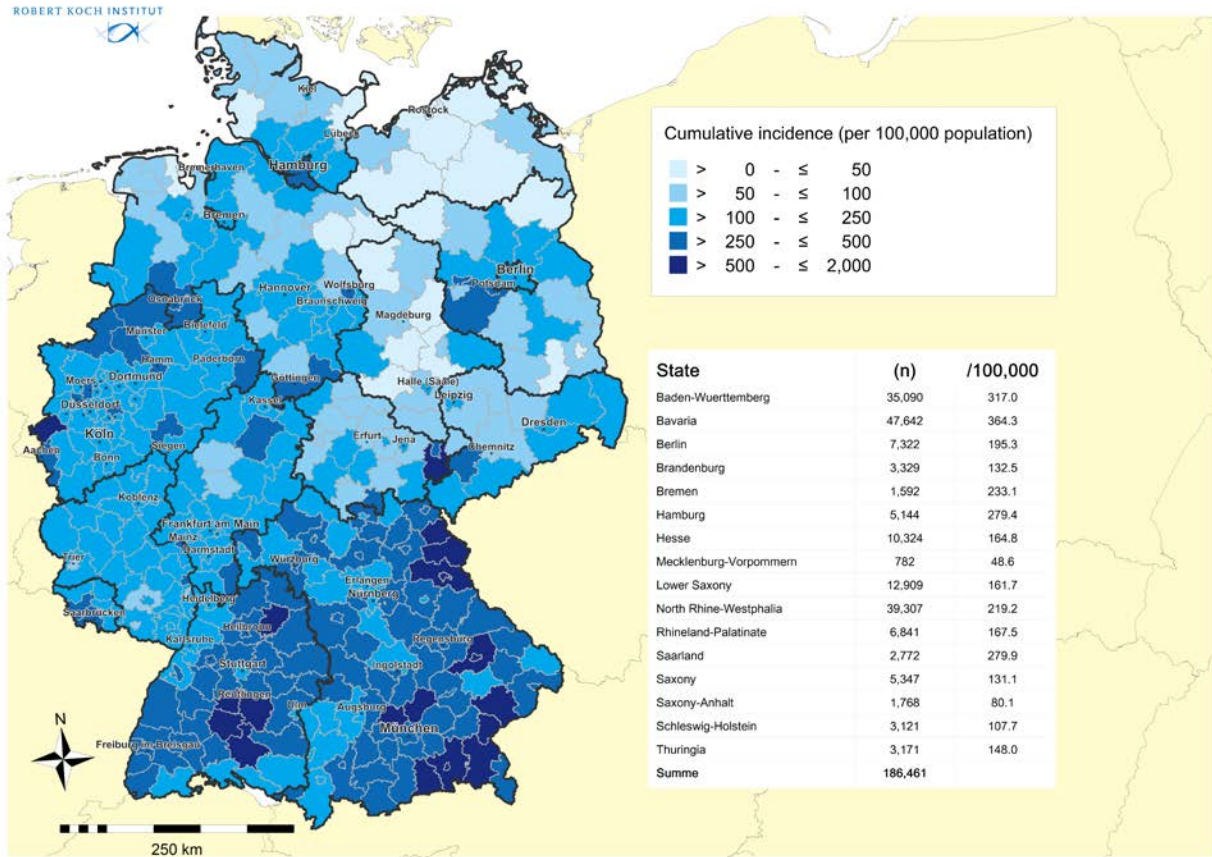 ROBERT KOCH INSTITUT
Kiel
Rostock
Lübeck
Hamburg
Bremerhaven
Bremen
Berlin
Potsdam
Wolfsburg
Hannover
Braunschweig
Osnabrück
Magdeburg
Bielefeld
Münster
Hamm
Paderborn
Göttingen
Halle (Saale)
Leipzig
Moers
Dortmund
Düsseldorf
Kassel
Dresden
Köln
Erfurt
Jena
Chemnitz
Aachen
Siegen
Bonn
Koblenz
Frankfurt am Main
Mainz
Darmstadt
Trier
Würzburg
Erlangen
Nürnberg
Heidelberg
Saarbrücken
Heilbronn
Karlsruhe
Regensburg
Stuttgart
Ingolstadt
Reutlingen
Ulm
Augsburg
München
Freiburg im Breisgau
N
250 km
Cumulative incidence (per 100,000 population)
> 0 - ≤ 50
> 50 - ≤ 100
> 100 - ≤ 250
> 250 - ≤ 500
> 500 - ≤ 2,000
State (n) /100,000
Baden-Wuerttemberg 35,090 317.0
Bavaria 47,642 364.3
Berlin 7,322 195.3
Brandenburg 3,329 132.5
Bremen 1,592 233.1
Hamburg 5,144 279.4
Hesse 10,324 164.8
Mecklenburg-Vorpommern 782 48.6
Lower Saxony 12,909 161.7
North Rhine-Westphalia 39,307 219.2
Rhineland-Palatinate 6,841 167.5
Saarland 2,772 279.9
Saxony 5,347 131.1
Saxony-Anhalt 1,768 80.1
Schleswig-Holstein 3,121 107.7
Thuringia 3,171 148.0
Summe 186,461